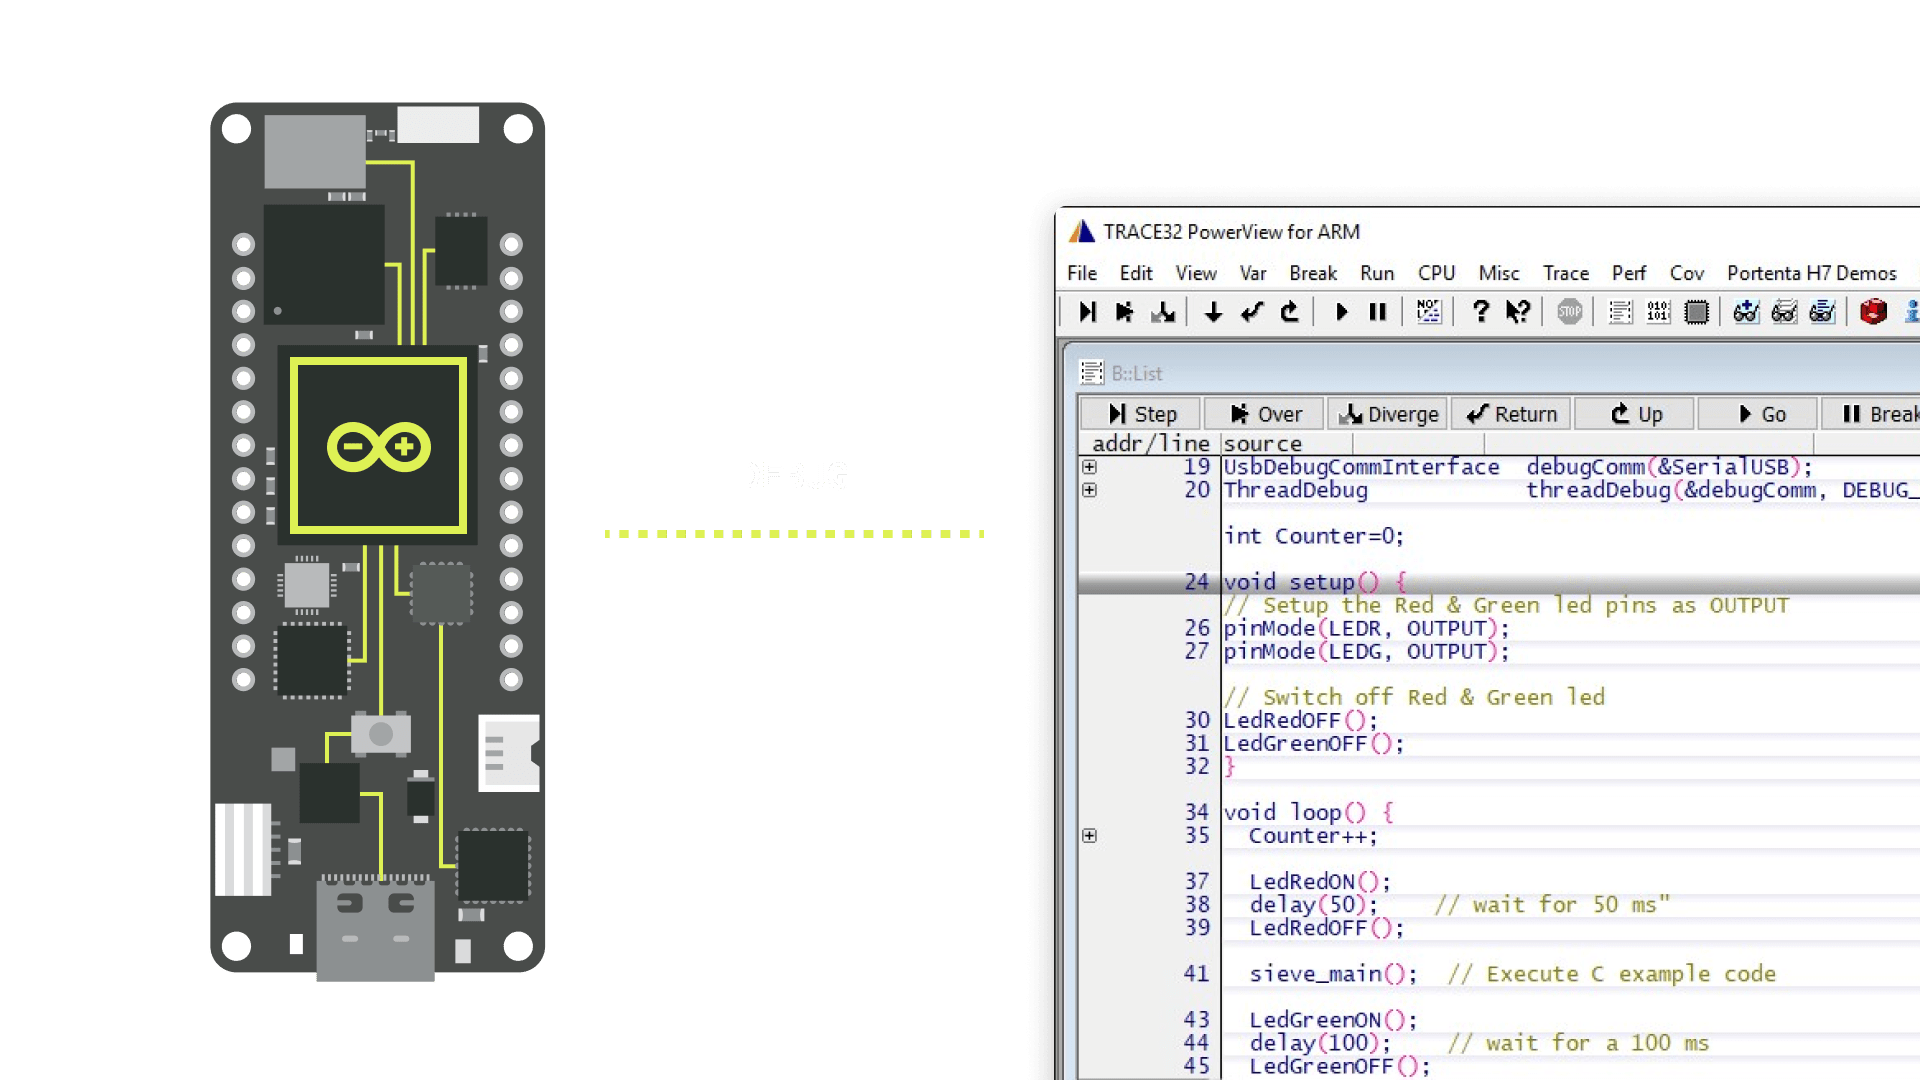 DEBUG
TRACE32 PowerView for ARM
File Edit View Var Break Run CPU Misc Trace Perf Cov Portenta H7 Demos
NOP ? ? STOP 010 101 i
B::List
Step Over Diverge Return Up Go Break
addr/line source
19 UsbDebugCommInterface debugComm(&SerialUSB);
20 ThreadDebug threadDebug(&debugComm, DEBUG_
int Counter=0;
24 void setup() {
// Setup the Red & Green led pins as OUTPUT
26 pinMode(LEDR, OUTPUT);
27 pinMode(LEDG, OUTPUT);
// Switch off Red & Green led
30 LedRedOFF();
31 LedGreenOFF();
32 }
34 void loop() {
35 Counter++;
37 LedRedON();
38 delay(50); // wait for 50 ms"
39 LedRedOFF();
41 sieve_main(); // Execute C example code
43 LedGreenON();
44 delay(100); // wait for a 100 ms
45 LedGreenOFF();